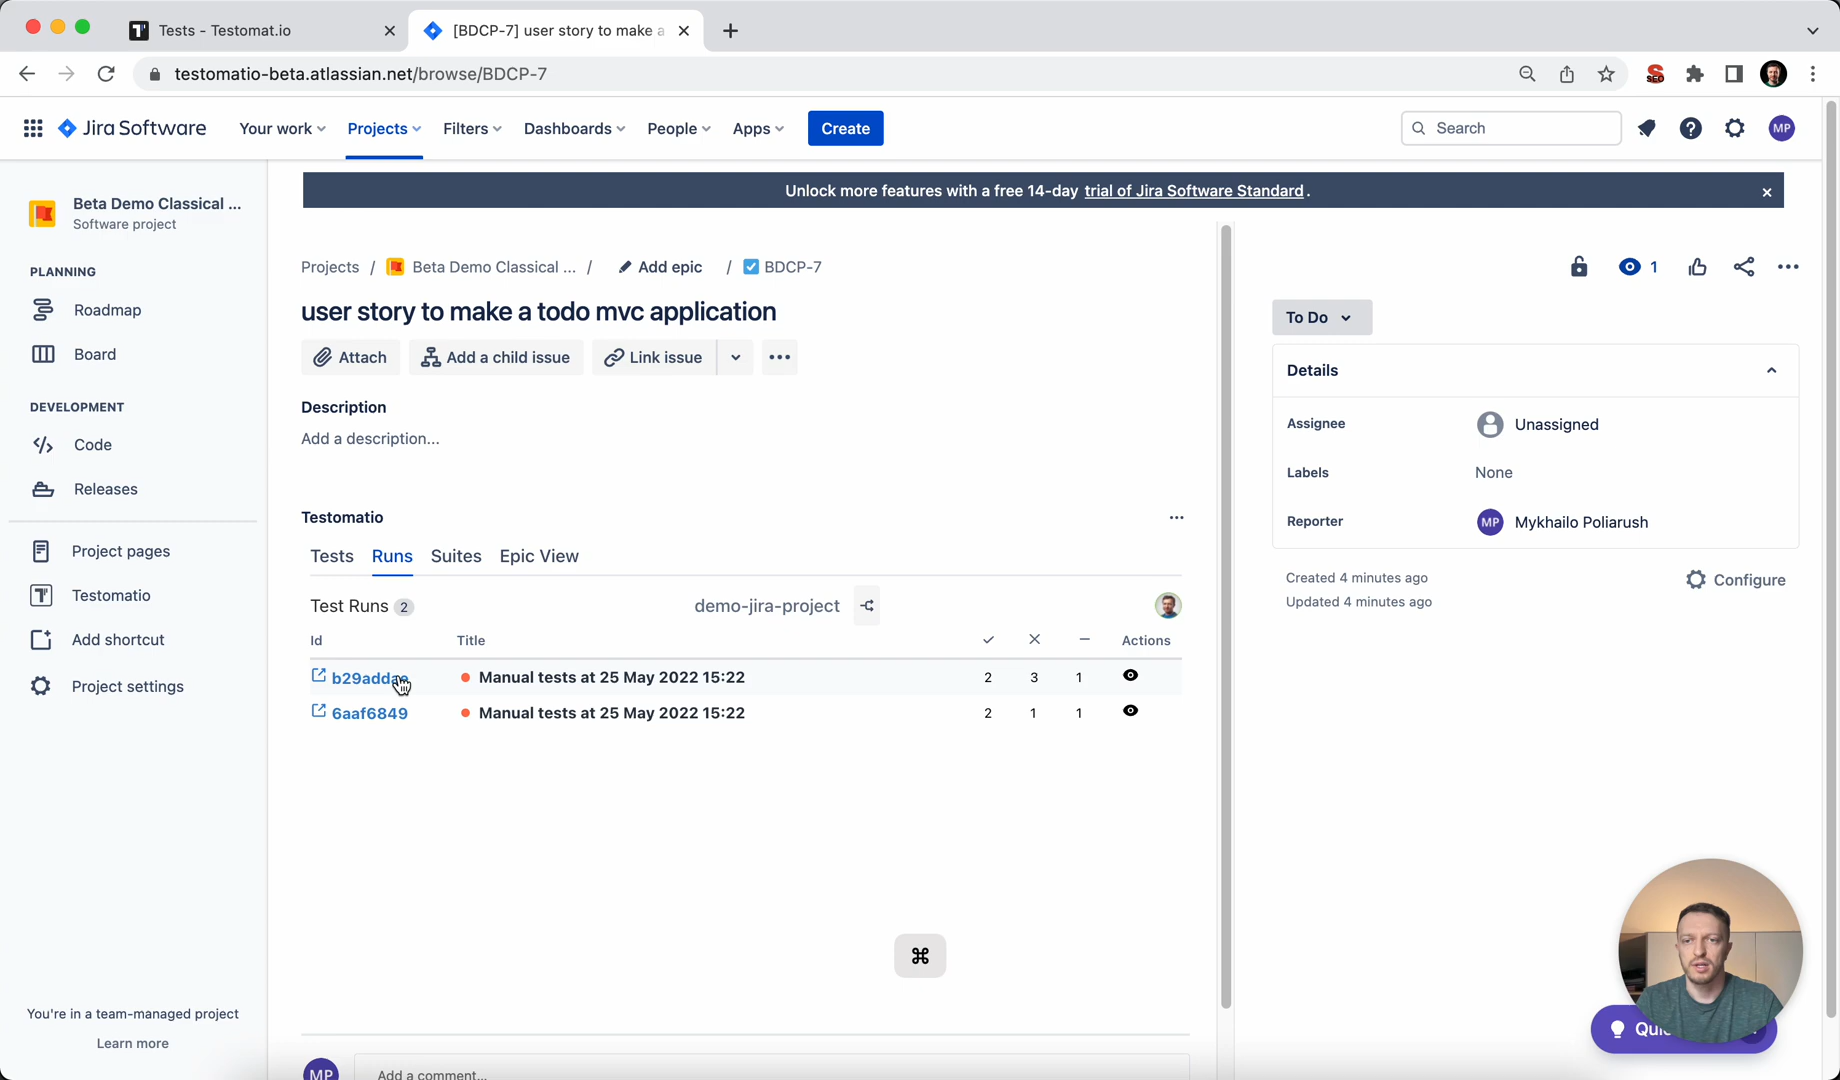 Tests - Testomat.io
[BDCP-7] user story to make a
testomatio-beta.atlassian.net/browse/BDCP-7
SEO
Jira Software
Your work
Projects
Filters
Dashboards
People
Apps
Create
Search
MP
Beta Demo Classical ...
Software project
PLANNING
Roadmap
Board
DEVELOPMENT
Code
Releases
Project pages
Testomatio
Add shortcut
Project settings
You're in a team-managed project
Learn more
Unlock more features with a free 14-day trial of Jira Software Standard.
Projects / Beta Demo Classical ... / Add epic / BDCP-7
user story to make a todo mvc application
Attach
Add a child issue
Link issue
Description
Add a description...
Testomatio
Tests Runs Suites Epic View
Test Runs 2
demo-jira-project
Id Title Actions
Manual tests at 25 May 2022 15:22 2 3 1
6aaf6849 Manual tests at 25 May 2022 15:22 2 1 1
⌘
MP
Add a comment...
1
To Do
Details
Assignee
Unassigned
Labels
None
Reporter
MP Mykhailo Poliarush
Created 4 minutes ago
Updated 4 minutes ago
Configure